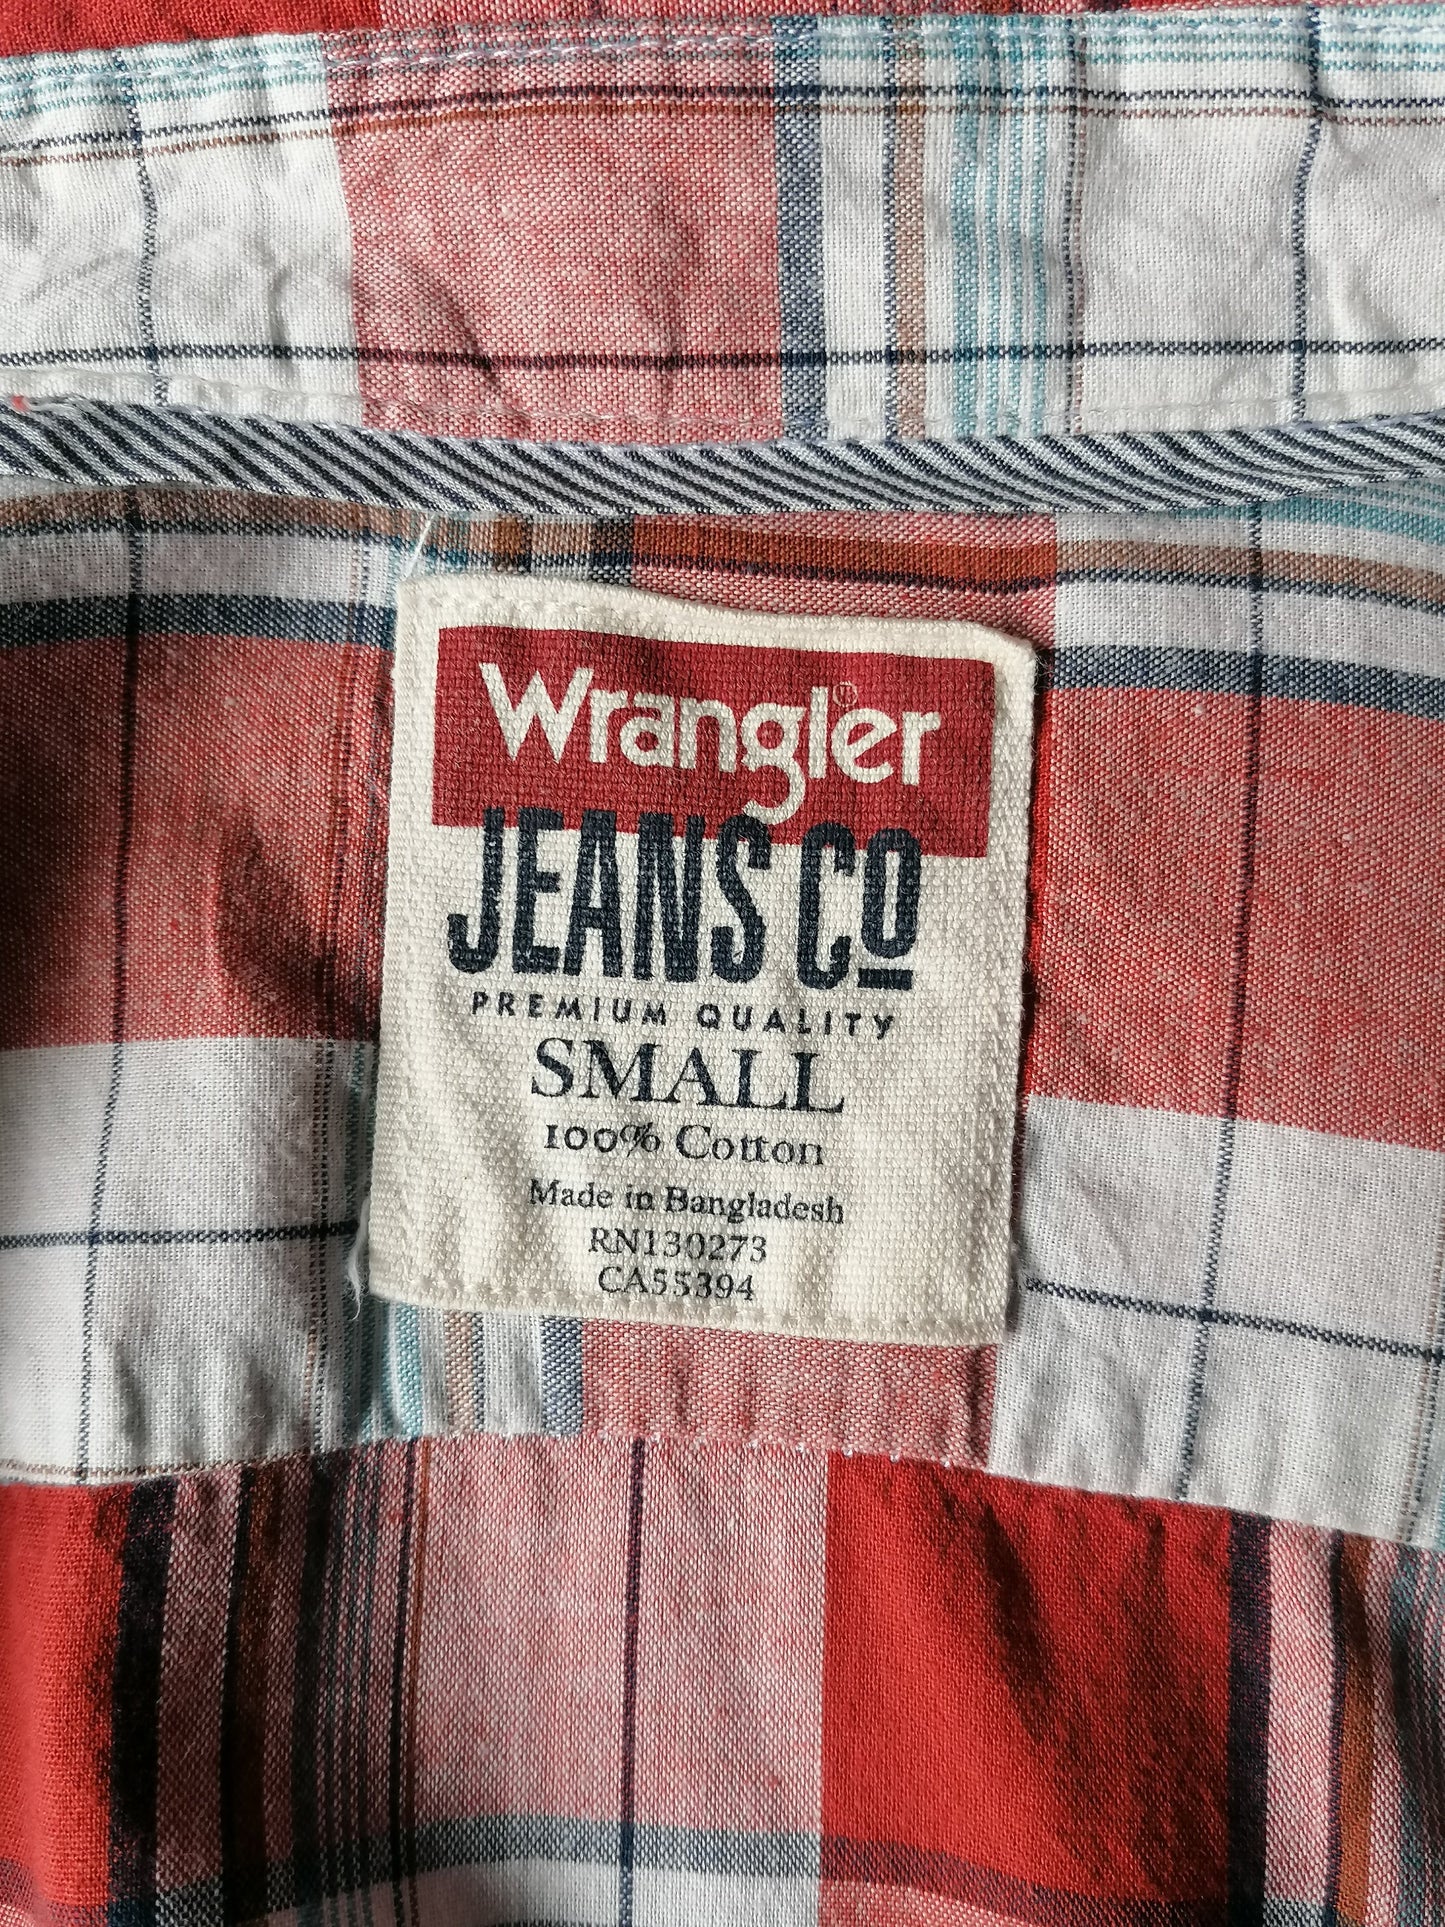 Wrangler
JEANS CO
PREMIUM QUALITY
SMALL
100% Cotton
Made in Bangladesh
RN130273
CA55394